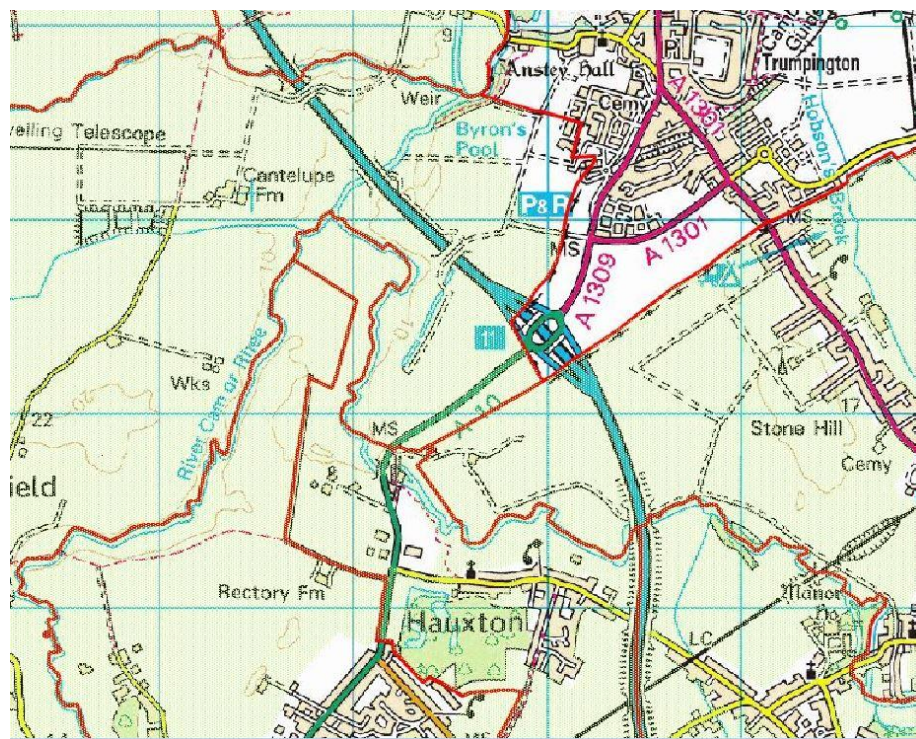 9
P
Anstey Hall
Trumpington
Weir
Cemy
A 1301
Hobson's
Brook
velling Telescope
Byron's
Pool
Cantelupe
Fm
P& R
MS
MS
A 1301
A 1309
10
10
11
River Cam or Rhee
Wks
22
MS
A 10
17
Stone Hill
Cemy
ield
Rectory Fm
Manor
Hauxton
LC